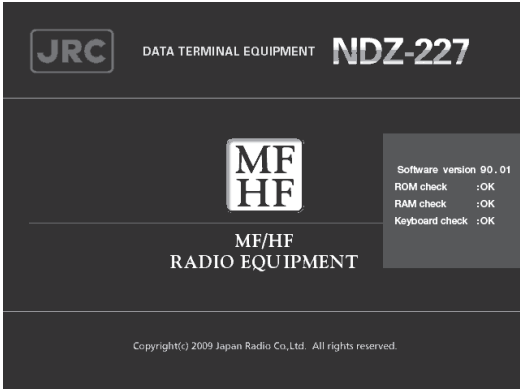 JRC DATA TERMINAL EQUIPMENT NDZ-227
MF
HF
Software version 90.01
ROM check :OK
RAM check :OK
Keyboard check :OK
MF/HF
RADIO EQUIPMENT
Copyright(c) 2009 Japan Radio Co,Ltd. All rights reserved.